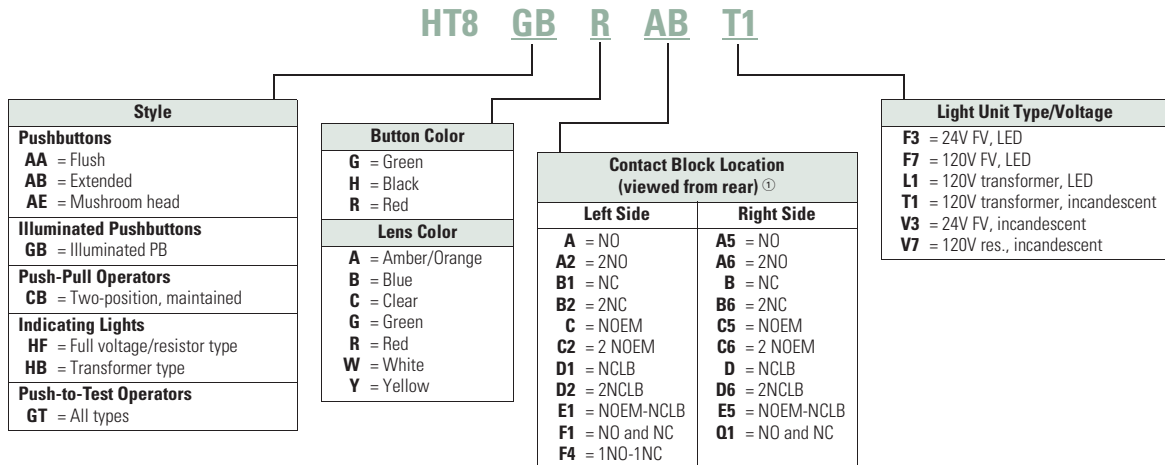 HT8 GB R AB T1
Style
Pushbuttons
AA = Flush
AB = Extended
AE = Mushroom head
Illuminated Pushbuttons
GB = Illuminated PB
Push-Pull Operators
CB = Two-position, maintained
Indicating Lights
HF = Full voltage/resistor type
HB = Transformer type
Push-to-Test Operators
GT = All types
Button Color
G = Green
H = Black
R = Red
Lens Color
A = Amber/Orange
B = Blue
C = Clear
G = Green
R = Red
W = White
Y = Yellow
Contact Block Location
(viewed from rear) ①
Left Side
A = NO
A2 = 2NO
B1 = NC
B2 = 2NC
C = NOEM
C2 = 2 NOEM
D1 = NCLB
D2 = 2NCLB
E1 = NOEM-NCLB
F1 = NO and NC
F4 = 1NO-1NC
Right Side
A5 = NO
A6 = 2NO
B = NC
B6 = 2NC
C5 = NOEM
C6 = 2 NOEM
D = NCLB
D6 = 2NCLB
E5 = NOEM-NCLB
Q1 = NO and NC
Light Unit Type/Voltage
F3 = 24V FV, LED
F7 = 120V FV, LED
L1 = 120V transformer, LED
T1 = 120V transformer, incandescent
V3 = 24V FV, incandescent
V7 = 120V res., incandescent